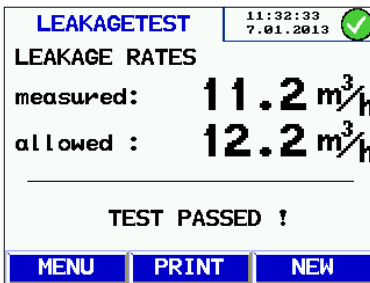 LEAKAGETEST
11:32:33
7.01.2013
LEAKAGE RATES
measured: 11.2 m³/h
allowed : 12.2 m³/h
TEST PASSED !
MENU PRINT NEW